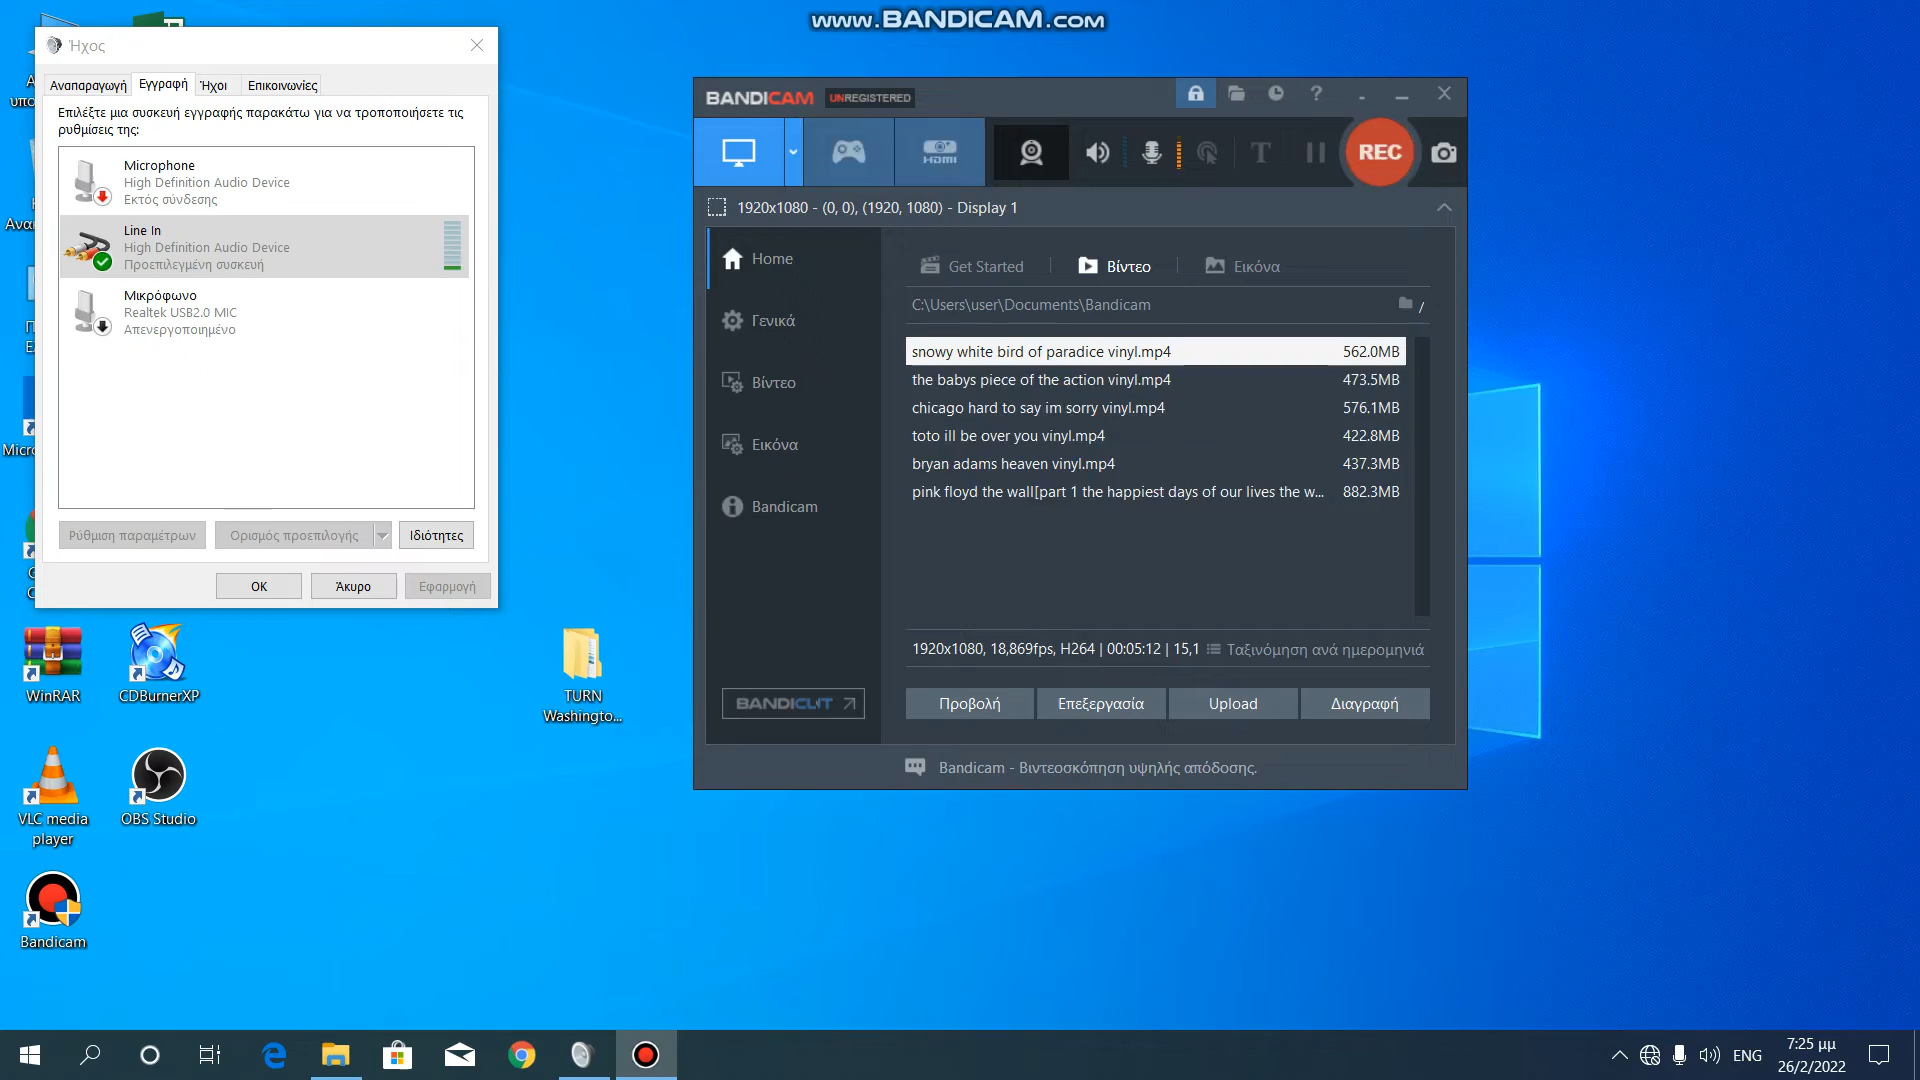 www.BANDICAM.com
Ήχος
Αναπαραγωγή Εγγραφή Ήχοι Επικοινωνίες
Επιλέξτε μια συσκευή εγγραφής παρακάτω για να τροποποιήσετε τις
ρυθμίσεις της:
Microphone
High Definition Audio Device
Εκτός σύνδεσης
Line In
High Definition Audio Device
Προεπιλεγμένη συσκευή
Μικρόφωνο
Realtek USB2.0 MIC
Απενεργοποιημένο
Ρύθμιση παραμέτρων Ορισμός προεπιλογής Ιδιότητες
OK Άκυρο Εφαρμογή
BANDICAM UNREGISTERED
HDMI T REC
1920x1080 - (0, 0), (1920, 1080) - Display 1
Home
Γενικά
Βίντεο
Εικόνα
Bandicam
BANDICUT
Get Started Βίντεο Εικόνα
C:\Users\user\Documents\Bandicam /
snowy white bird of paradice vinyl.mp4 562.0MB
the babys piece of the action vinyl.mp4 473.5MB
chicago hard to say im sorry vinyl.mp4 576.1MB
toto ill be over you vinyl.mp4 422.8MB
bryan adams heaven vinyl.mp4 437.3MB
pink floyd the wall[part 1 the happiest days of our lives the w... 882.3MB
1920x1080, 18,869fps, H264 | 00:05:12 | 15,1 Ταξινόμηση ανά ημερομηνιά
Προβολή Επεξεργασία Upload Διαγραφή
Bandicam - Βιντεοσκόπηση υψηλής απόδοσης.
WinRAR
CDBurnerXP
TURN
Washingto...
VLC media
player
OBS Studio
Bandicam
ENG
7:25 μμ
26/2/2022